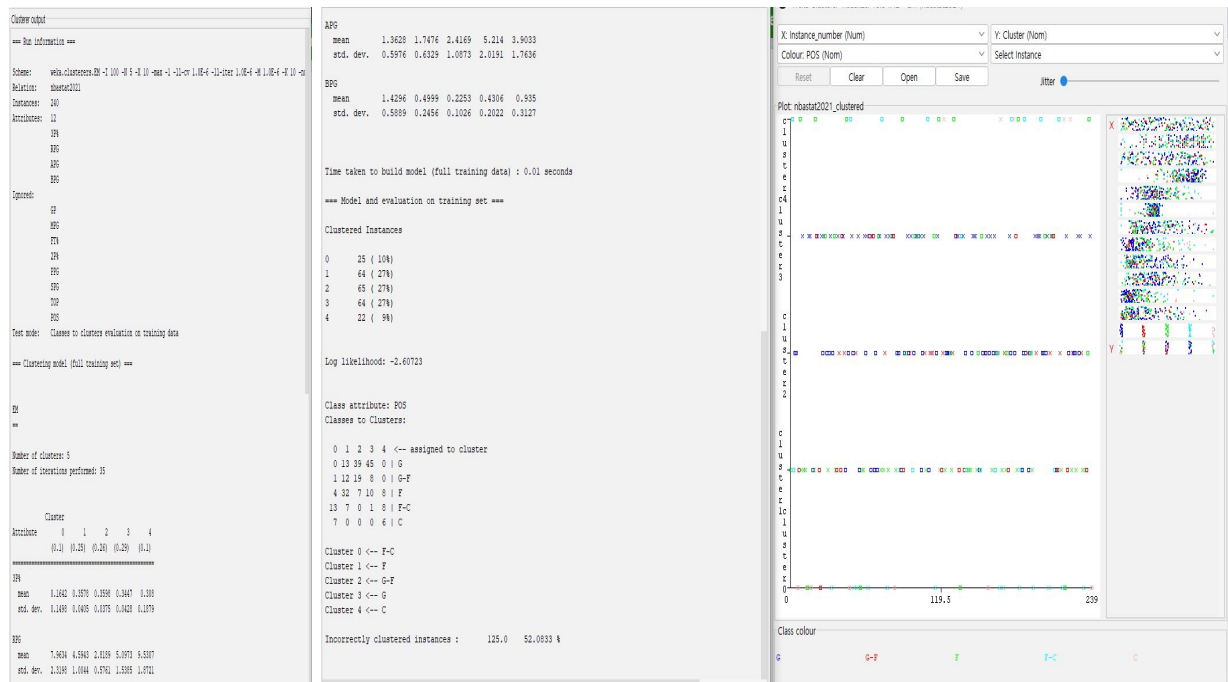 Clusterer output
=== Run information ===
Scheme: weka.clusterers.EM -I 100 -N 5 -X 10 -max -1 -ll-cv 1.0E-6 -ll-iter 1.0E-6 -M 1.0E-6 -K 10
Relation: nbastat2021
Instances: 240
Attributes: 12
3P%
RPG
APG
BPG
Ignored:
GP
MPG
FT%
2P%
PPG
SPG
TOP
POS
Test mode: Classes to clusters evaluation on training data
=== Clustering model (full training set) ===
EM
==
Number of clusters: 5
Number of iterations performed: 35
Cluster
Attribute 0 1 2 3 4
(0.1) (0.25) (0.26) (0.29) (0.1)
3P%
mean 0.1642 0.3578 0.3598 0.3647 0.308
std. dev. 0.1498 0.0405 0.0375 0.0428 0.1879
RPG
mean 7.9634 4.5943 2.8189 5.0973 9.5307
std. dev. 2.3198 1.0044 0.5761 1.5385 1.8721
APG
mean 1.3628 1.7476 2.4169 5.214 3.9033
std. dev. 0.5976 0.6329 1.0873 2.0191 1.7636
BPG
mean 1.4296 0.4999 0.2253 0.4306 0.935
std. dev. 0.5889 0.2456 0.1026 0.2022 0.3127
Time taken to build model (full training data) : 0.01 seconds
=== Model and evaluation on training set ===
Clustered Instances
0 25 ( 10%)
1 64 ( 27%)
2 65 ( 27%)
3 64 ( 27%)
4 22 ( 9%)
Log likelihood: -2.60723
Class attribute: POS
Classes to Clusters:
0 1 2 3 4 <-- assigned to cluster
0 13 39 45 0 | G
1 12 19 8 0 | G-F
4 32 7 10 8 | F
13 7 0 1 8 | F-C
7 0 0 0 6 | C
Cluster 0 <-- F-C
Cluster 1 <-- F
Cluster 2 <-- G-F
Cluster 3 <-- G
Cluster 4 <-- C
Incorrectly clustered instances : 125.0 52.0833 %
X: Instance_number (Num)
Y: Cluster (Nom)
Colour: POS (Nom)
Select Instance
Reset Clear Open Save
Jitter
Plot: nbastat2021_clustered
cluster4
cluster3
cluster2
cluster1
cluster0
0 119.5 239
X
Y
Class colour
G G-F F F-C C